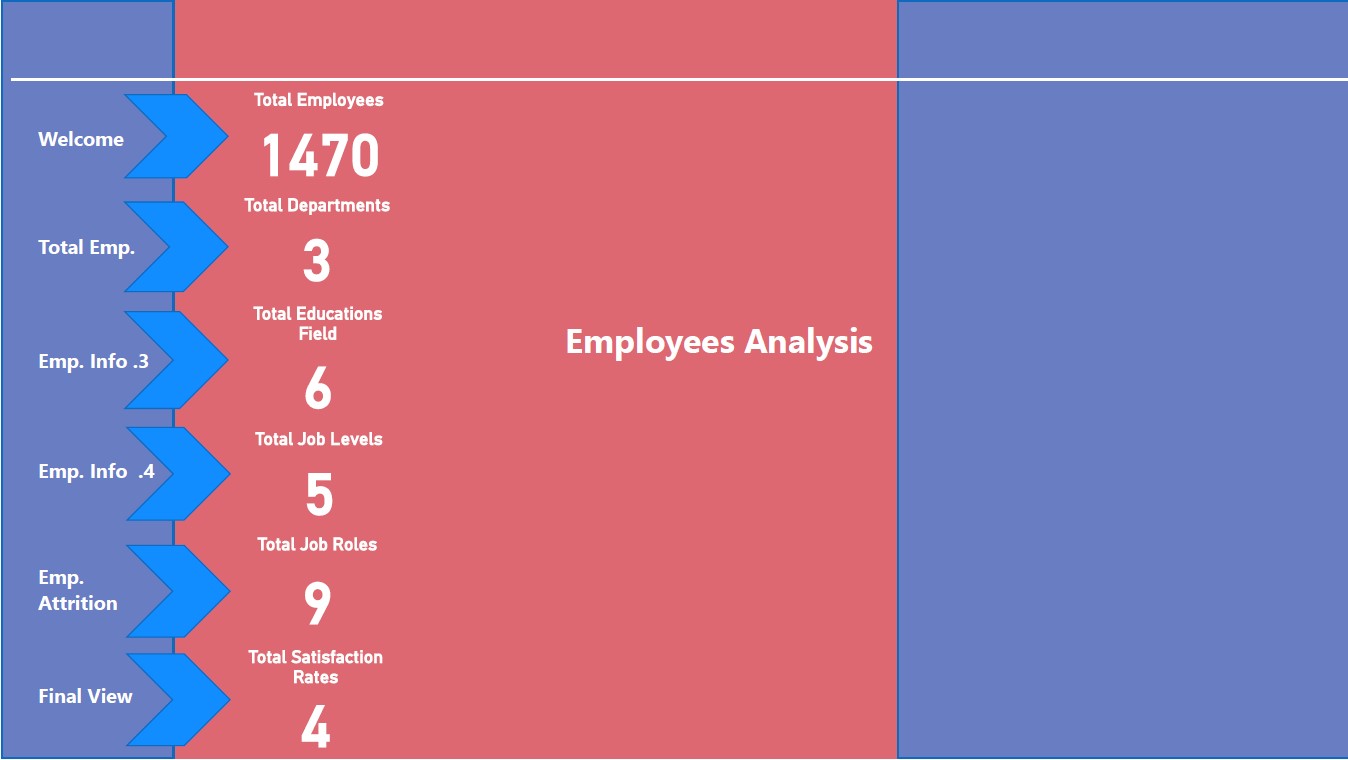 Welcome
Total Emp.
Emp. Info .3
Emp. Info  .4
Emp.
Attrition
Final View
Total Employees
1470
Total Departments
3
Total Educations
Field
6
Total Job Levels
5
Total Job Roles
9
Total Satisfaction
Rates
4
Employees Analysis